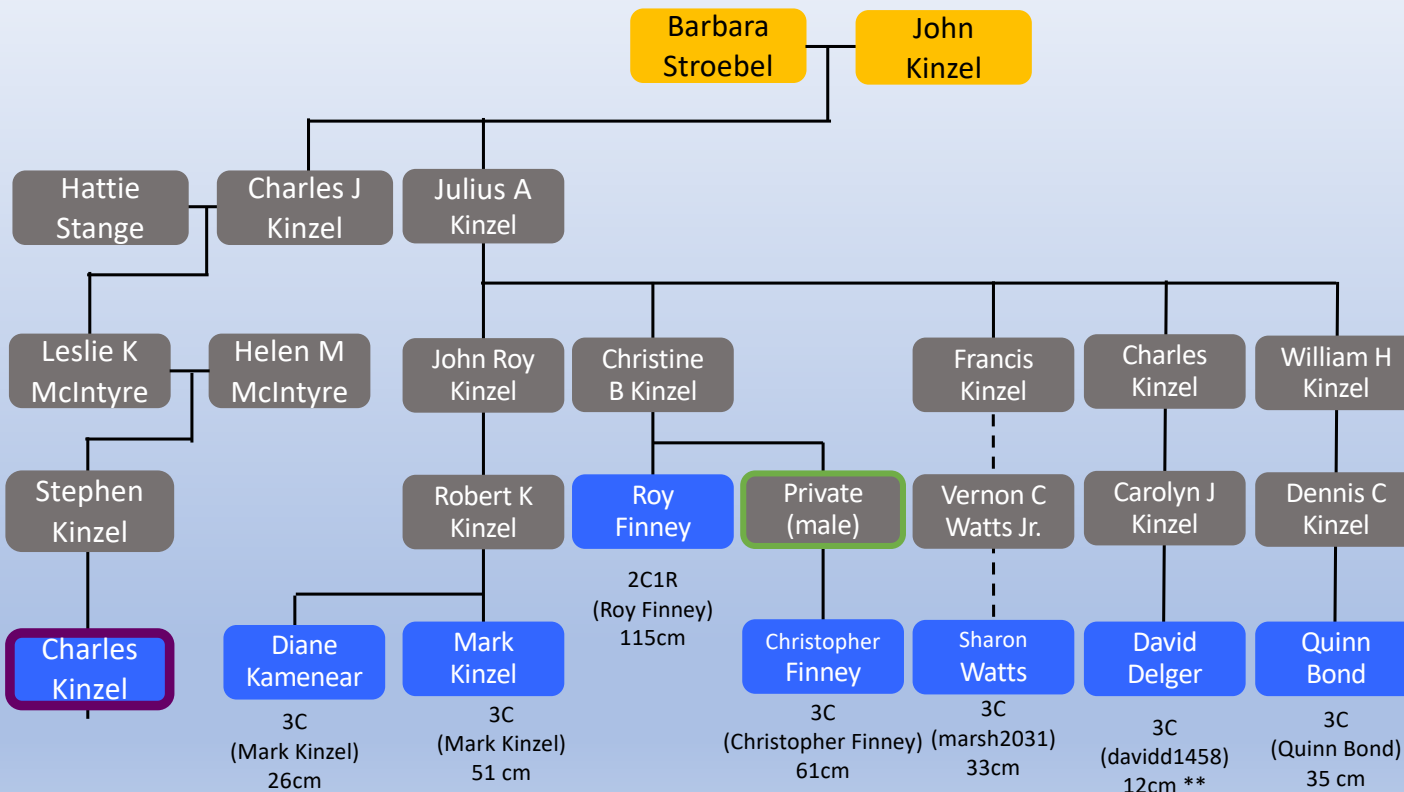 Barbara
Stroebel
John
Kinzel
Hattie
Stange
Charles J
Kinzel
Julius A
Kinzel
Leslie K
McIntyre
Helen M
McIntyre
John Roy
Kinzel
Christine
B Kinzel
Francis
Kinzel
Charles
Kinzel
William H
Kinzel
Stephen
Kinzel
Robert K
Kinzel
Roy
Finney
Private
(male)
Vernon C
Watts Jr.
Carolyn J
Kinzel
Dennis C
Kinzel
2C1R
(Roy Finney)
115cm
Charles
Kinzel
Diane
Kamenear
Mark
Kinzel
Christopher
Finney
Sharon
Watts
David
Delger
Quinn
Bond
3C
(Mark Kinzel)
26cm
3C
(Mark Kinzel)
51 cm
3C
(Christopher Finney)
61cm
3C
(marsh2031)
33cm
3C
(davidd1458)
12cm **
3C
(Quinn Bond)
35 cm